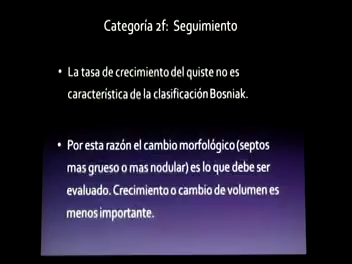 Categoría 2f: Seguimiento
• La tasa de crecimiento del quiste no es
característica de la clasificación Bosniak.
• Por esta razón el cambio morfológico (septos
mas grueso o mas nodular) es lo que debe ser
evaluado. Crecimiento o cambio de volumen es
menos importante.